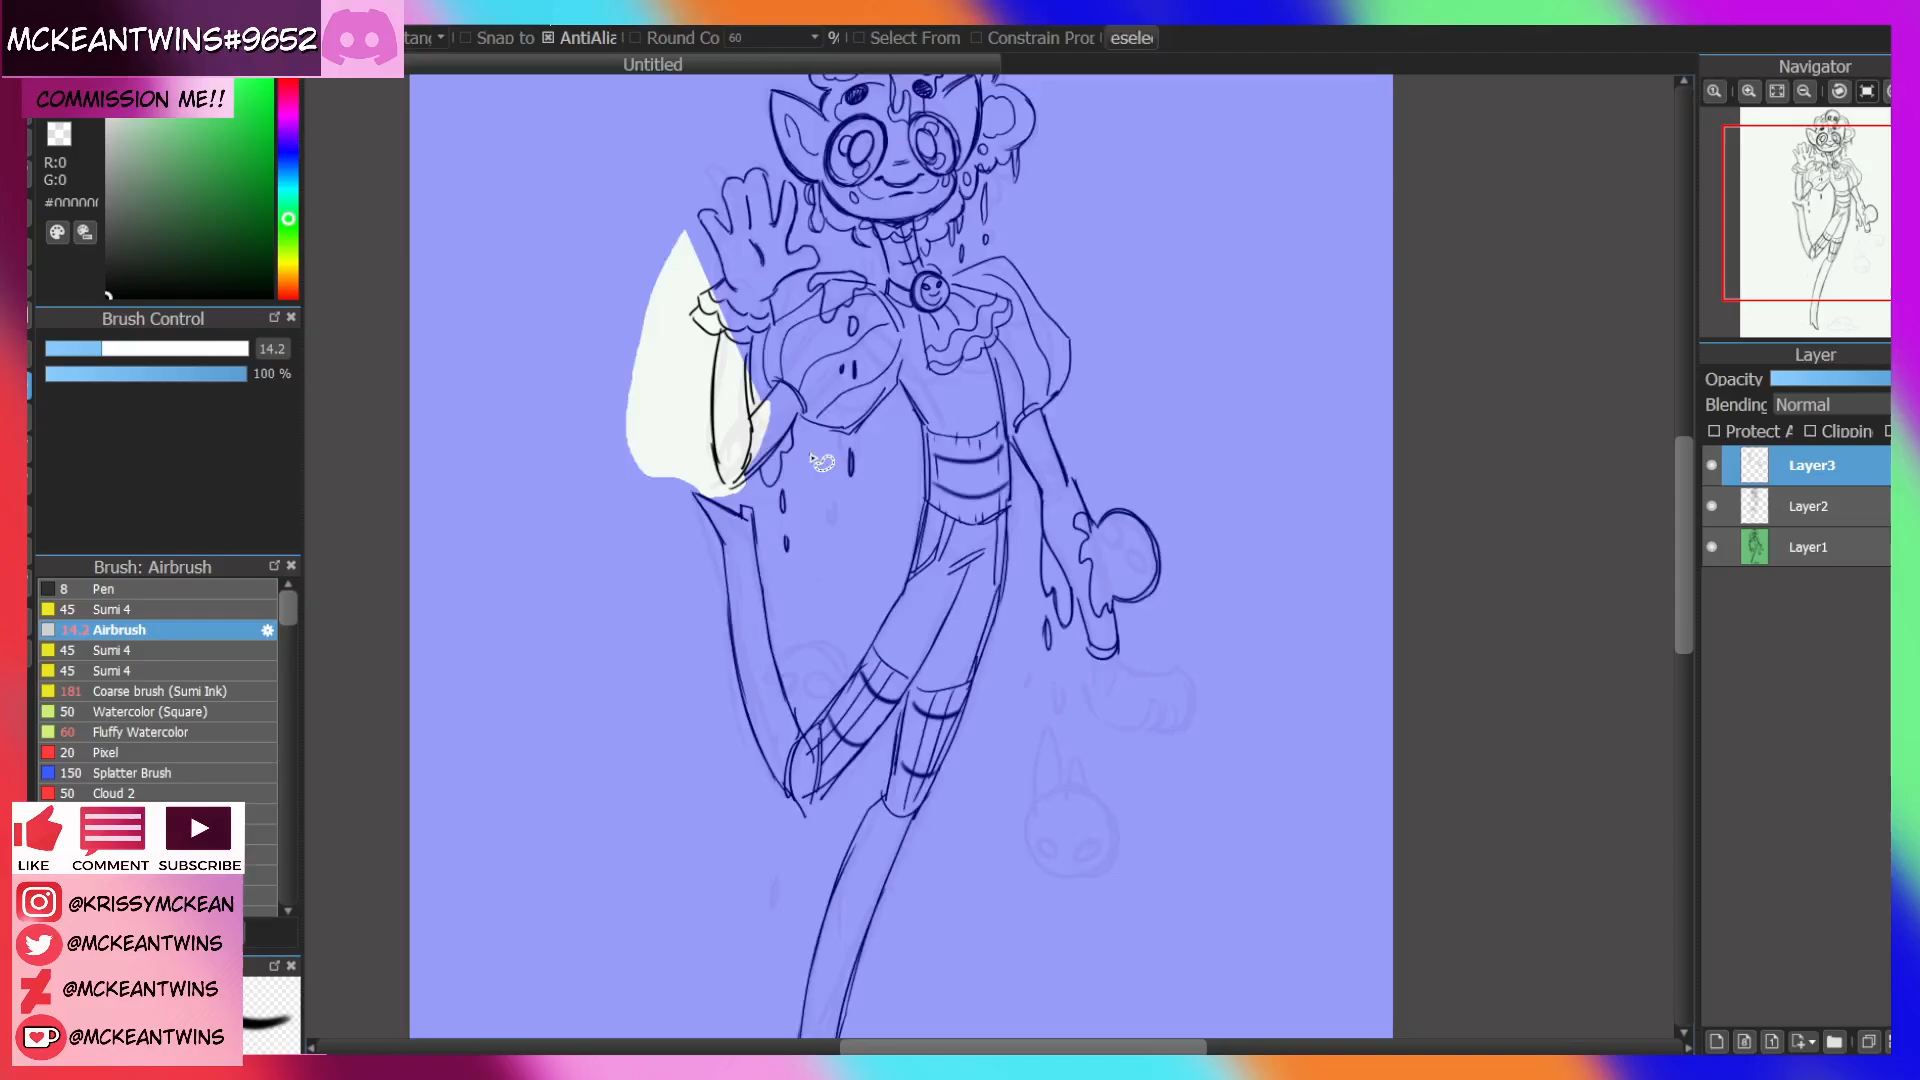 MCKEANTWINS#9652
COMMISSION ME!!
Snap to
AntiAlia
Round Co
60
%
Select From
Constrain Pror
eselec
Untitled
R:0
G:0
Brush Control
14.2
100 %
Brush: Airbrush
8 Pen
45 Sumi 4
14.2 Airbrush
45 Sumi 4
45 Sumi 4
181 Coarse brush (Sumi Ink)
50 Watercolor (Square)
60 Fluffy Watercolor
20 Pixel
150 Splatter Brush
50 Cloud 2
LIKE COMMENT SUBSCRIBE
@KRISSYMCKEAN
@MCKEANTWINS
@MCKEANTWINS
@MCKEANTWINS
Navigator
Layer
Opacity
Blending Normal
Protect A Clipping
Layer3
Layer2
Layer1